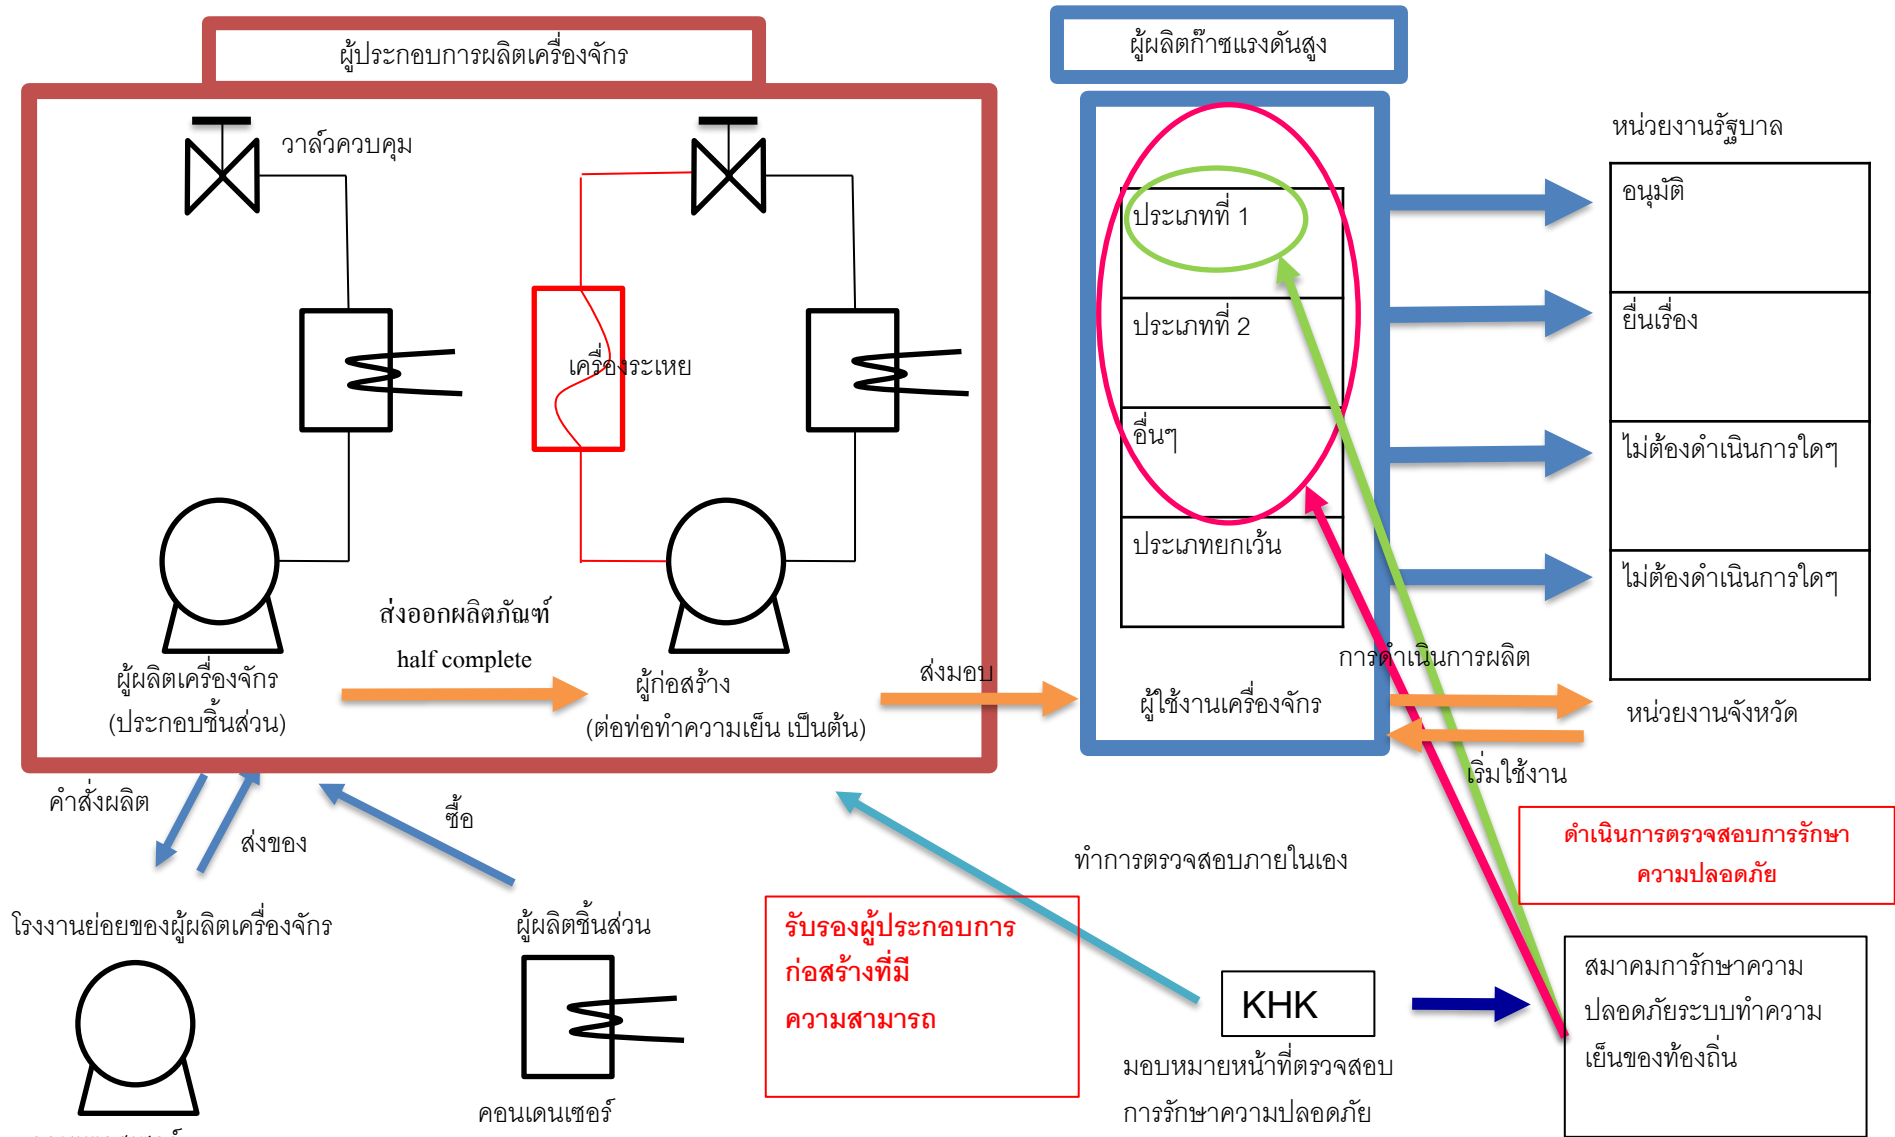 ผู้ประกอบการผลิตเครื่องจักร
ผู้ผลิตก๊าซแรงดันสูง
หน่วยงานรัฐบาล
วาล์วควบคุม
เครื่องระเหย
ประเภทที่ 1
ประเภทที่ 2
อื่นๆ
ประเภทยกเว้น
อนุมัติ
ยื่นเรื่อง
ไม่ต้องดำเนินการใดๆ
ไม่ต้องดำเนินการใดๆ
ส่งออกผลิตภัณฑ์
half complete
ผู้ผลิตเครื่องจักร
(ประกอบชิ้นส่วน)
ผู้ก่อสร้าง
(ต่อท่อทำความเย็น เป็นต้น)
ส่งมอบ
ผู้ใช้งานเครื่องจักร
การดำเนินการผลิต
หน่วยงานจังหวัด
เริ่มใช้งาน
คำสั่งผลิต
ส่งของ
ซื้อ
ทำการตรวจสอบภายในเอง
ดำเนินการตรวจสอบการรักษา
ความปลอดภัย
โรงงานย่อยของผู้ผลิตเครื่องจักร
ผู้ผลิตชิ้นส่วน
รับรองผู้ประกอบการ
ก่อสร้างที่มี
ความสามารถ
KHK
สมาคมการักษาความ
ปลอดภัยระบบทำความ
เย็นของท้องถิ่น
มอบหมายหน้าที่ตรวจสอบ
การรักษาความปลอดภัย
คอนเดนเซอร์